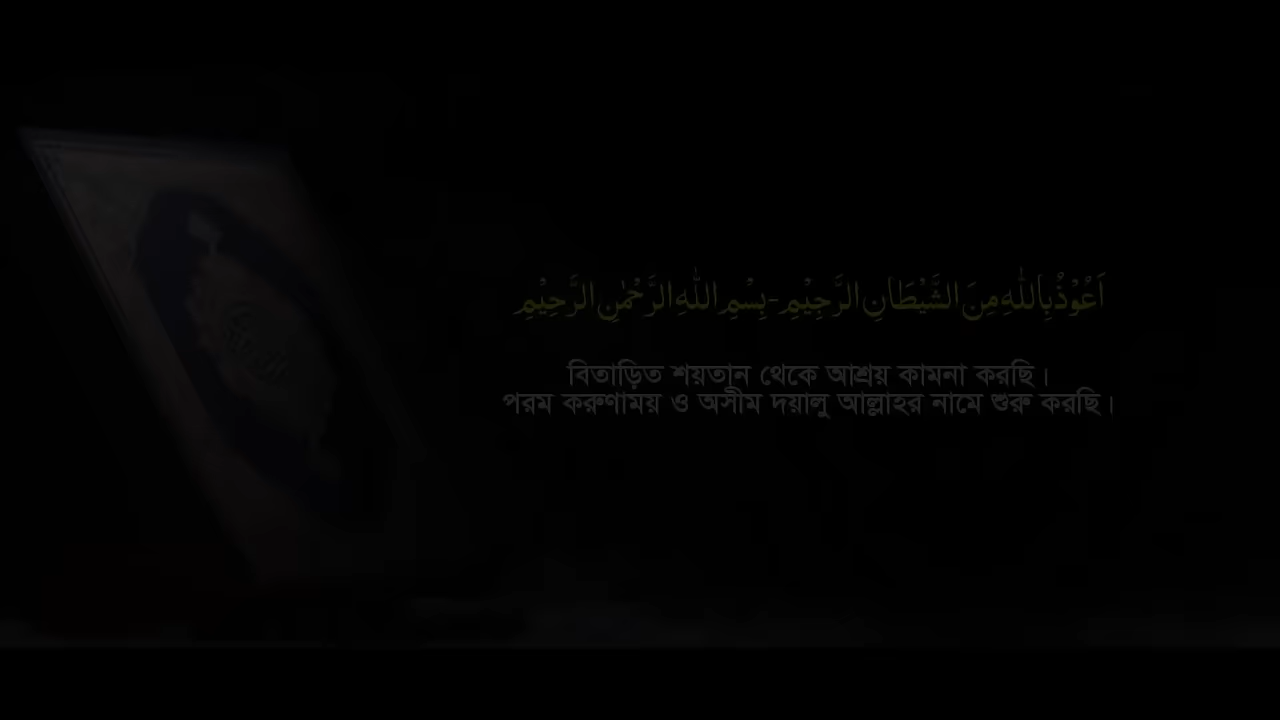 اَعُوْذُبِاَللّٰهِ مِنَ الشَّيْطَانِ الرَّجِيْمِ-بِسْمِ اللّٰهِ الرَّحْمٰنِ الرَّحِيْمِ
বিতাড়িত শয়তান থেকে আশ্রয় কামনা করছি।
পরম করুণাময় ও অসীম দয়ালু আল্লাহর নামে শুরু করছি।